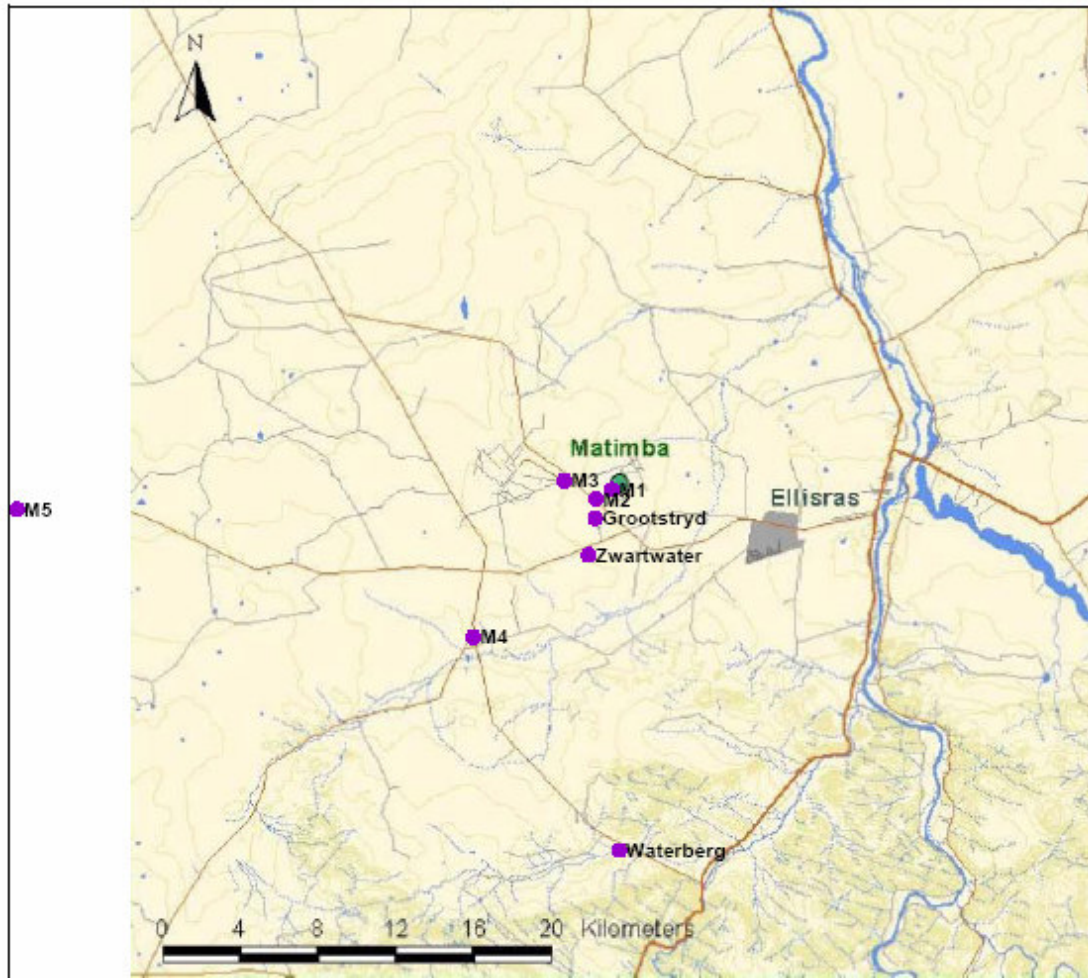 N
Matimba
M3
M1
M2
Ellisras
M5
Grootstryd
Zwartwater
M4
Waterberg
0 4 8 12 16 20 Kilometers